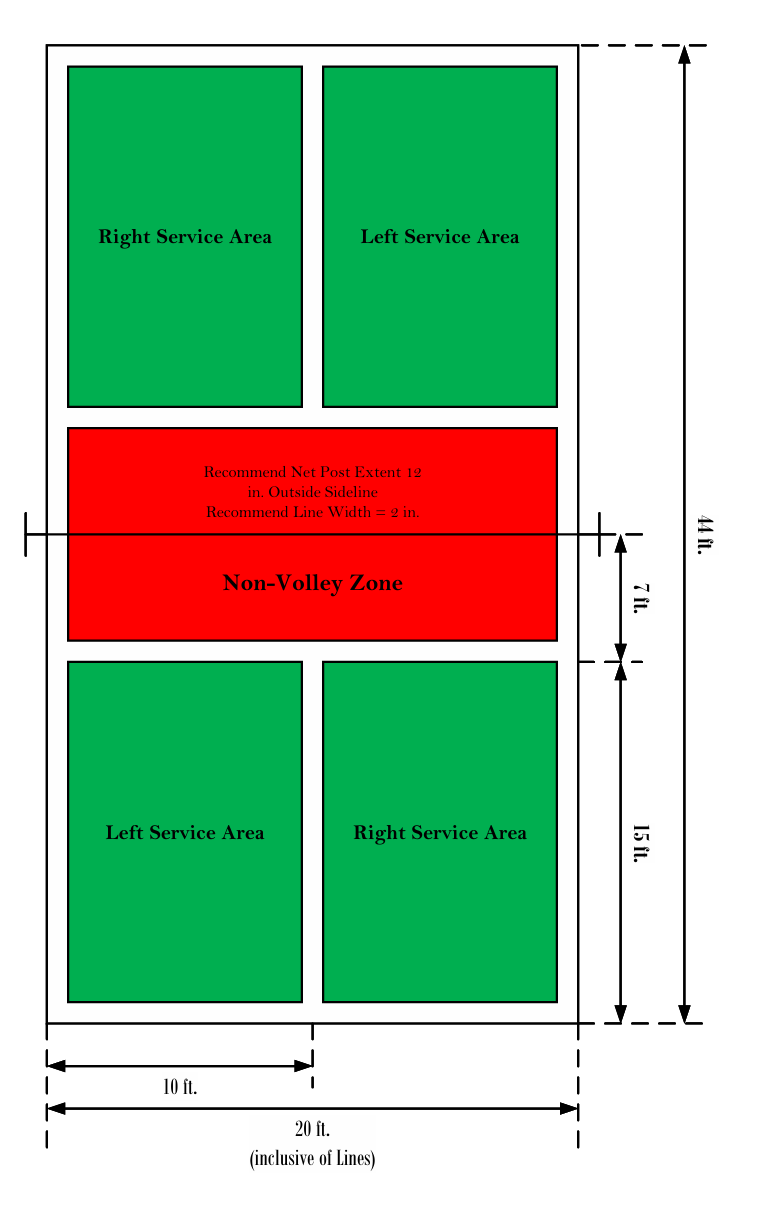 Right Service Area
Left Service Area
Recommend Net Post Extent 12
in. Outside Sideline
Recommend Line Width = 2 in.
44 ft.
Non-Volley Zone
7 ft.
Left Service Area
Right Service Area
15 ft.
10 ft.
20 ft.
(inclusive of Lines)